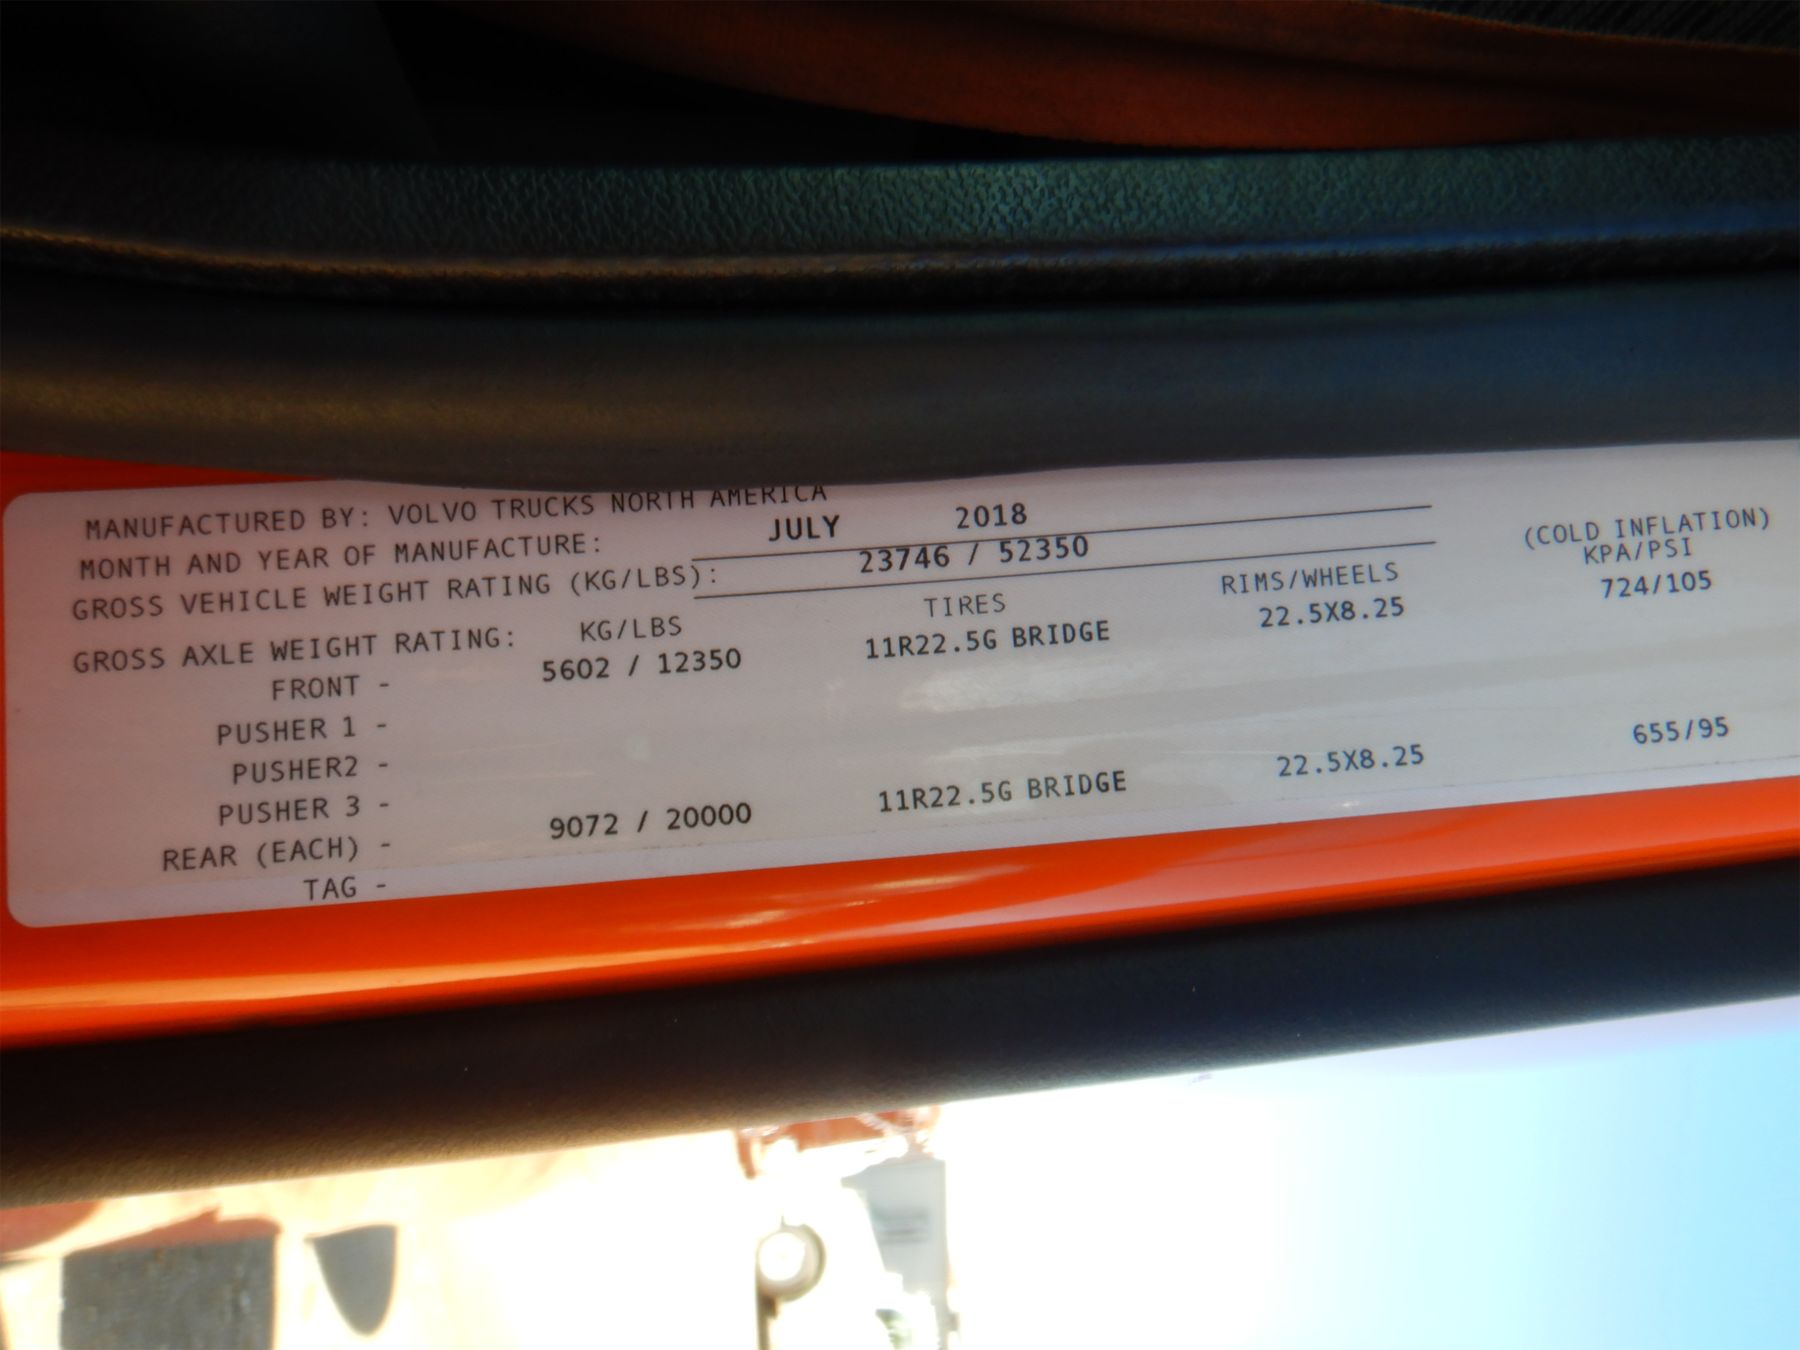 MANUFACTURED BY: VOLVO TRUCKS NORTH AMERICA
MONTH AND YEAR OF MANUFACTURE: JULY 2018
GROSS VEHICLE WEIGHT RATING (KG/LBS): 23746 / 52350
(COLD INFLATION)
GROSS AXLE WEIGHT RATING: KG/LBS TIRES RIMS/WHEELS KPA/PSI
FRONT - 5602 / 12350 11R22.5G BRIDGE 22.5X8.25 724/105
PUSHER 1 -
PUSHER2 -
PUSHER 3 -
REAR (EACH) - 9072 / 20000 11R22.5G BRIDGE 22.5X8.25 655/95
TAG -